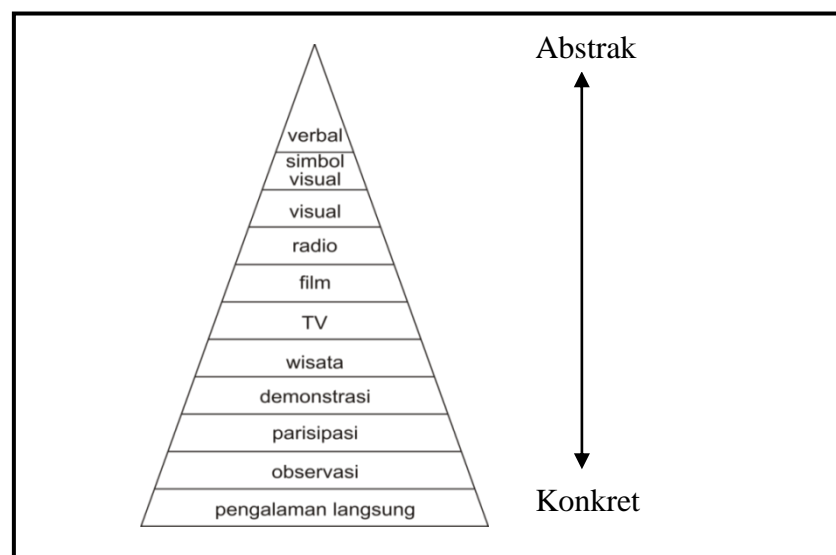 Abstrak
verbal
simbol
visual
visual
radio
film
TV
wisata
demonstrasi
parisipasi
observasi
pengalaman langsung
Konkret